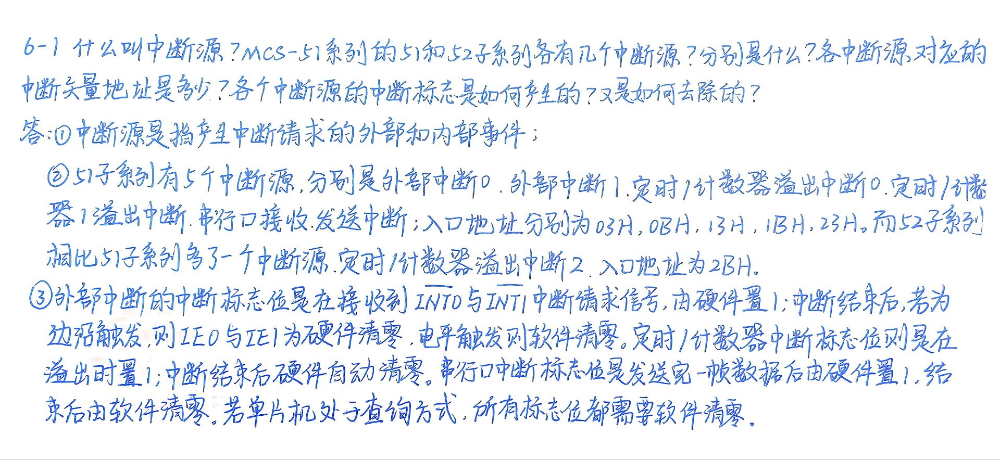 6-1 什么叫中断源?MCS-51系列的51和52子系列各有几个中断源?分别是什么?各中断源对应的
中断矢量地址是多少?各个中断源的中断标志是如何产生的?又是如何去除的?
答:①中断源是指产生中断请求的外部和内部事件;
②51子系列有5个中断源,分别是外部中断0、外部中断1、定时/计数器溢出中断0、定时/计数
器1溢出中断、串行口接收、发送中断;入口地址分别为03H,0BH,13H,1BH,23H。而52子系列
相比51子系列多了一个中断源、定时/计数器溢出中断2、入口地址为2BH。
③外部中断的中断标志位是在接收到I̅N̅T̅0与I̅N̅T̅1中断请求信号,由硬件置1;中断结束后,若为
边沿触发,则IE0与IE1为硬件清零,电平触发则软件清零。定时/计数器中断标志位则是在
溢出时置1;中断结束后硬件自动清零。串行口中断标志位是发送完一帧数据后由硬件置1,结
束后由软件清零。若单片机处于查询方式,所有标志位都需要软件清零。